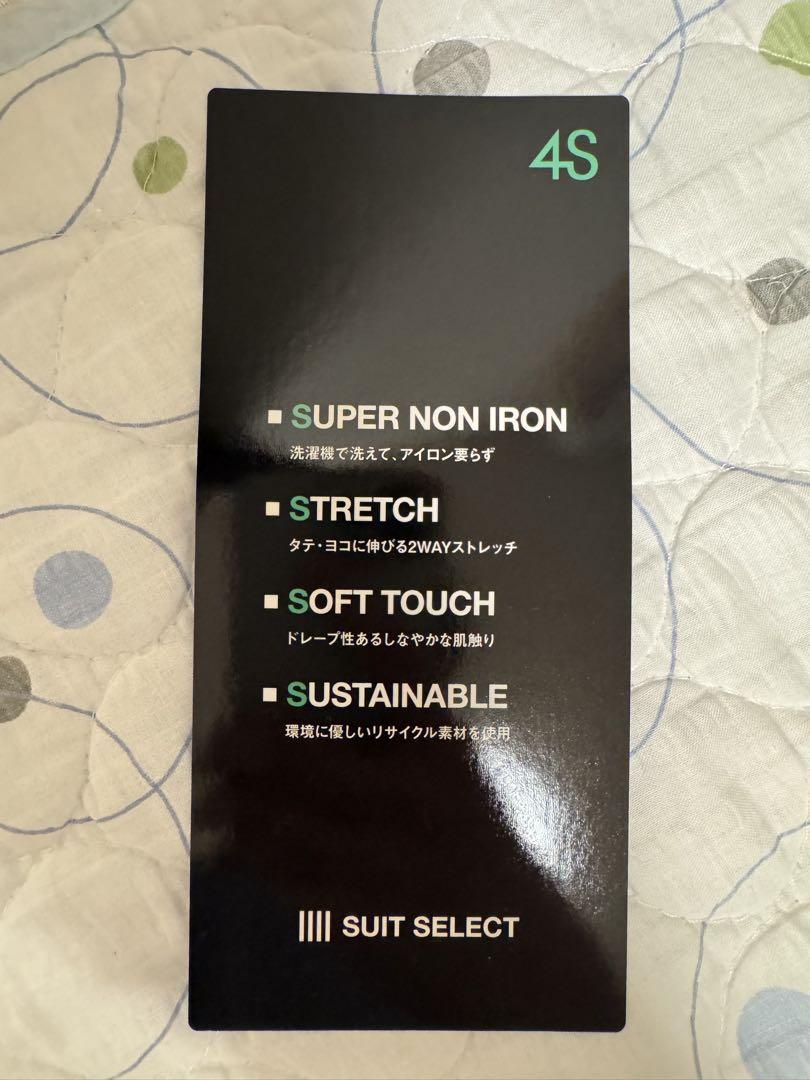 4S
■ SUPER NON IRON
洗濯機で洗えて、アイロン要らず
■ STRETCH
タテ・ヨコに伸びる2WAYストレッチ
■ SOFT TOUCH
ドレープ性あるしなやかな肌触り
■ SUSTAINABLE
環境に優しいリサイクル素材を使用
SUIT SELECT